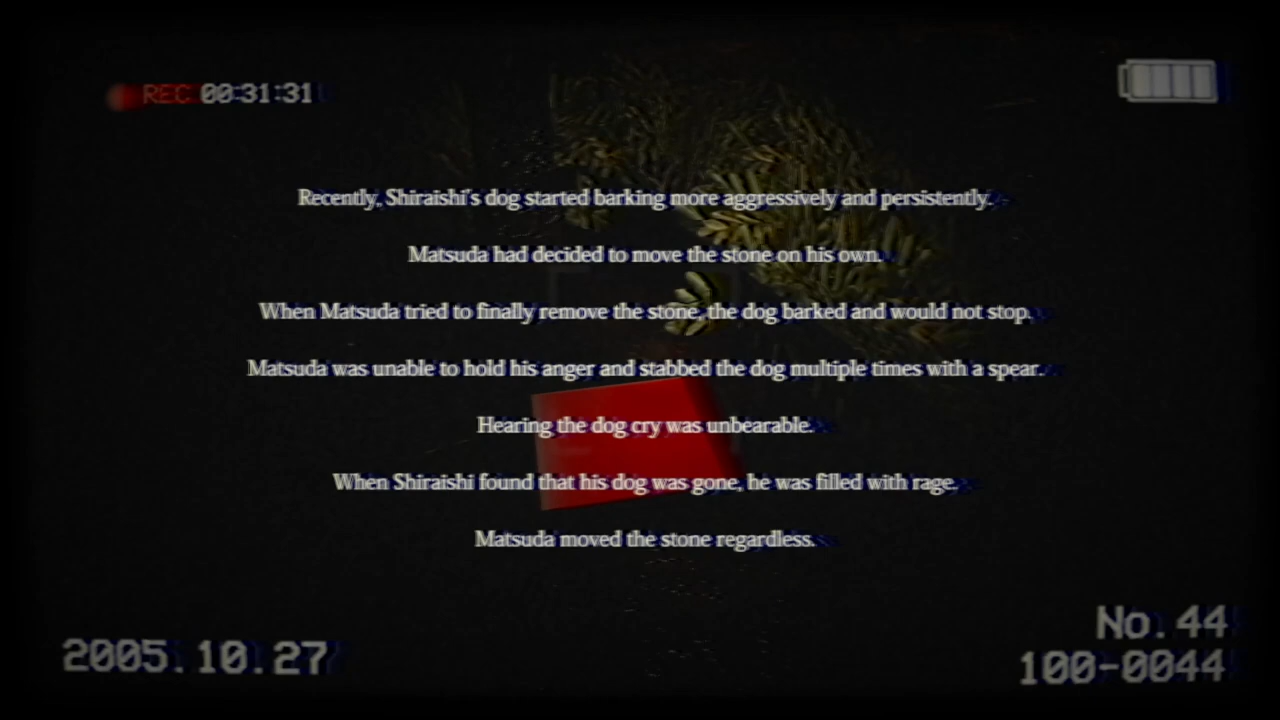 REC 00:31:31
Recently, Shiraishi's dog started barking more aggressively and persistently.
Matsuda had decided to move the stone on his own.
When Matsuda tried to finally remove the stone, the dog barked and would not stop.
Matsuda was unable to hold his anger and stabbed the dog multiple times with a spear.
Hearing the dog cry was unbearable.
When Shiraishi found that his dog was gone, he was filled with rage.
Matsuda moved the stone regardless.
2005.10.27
No.44
100-0044